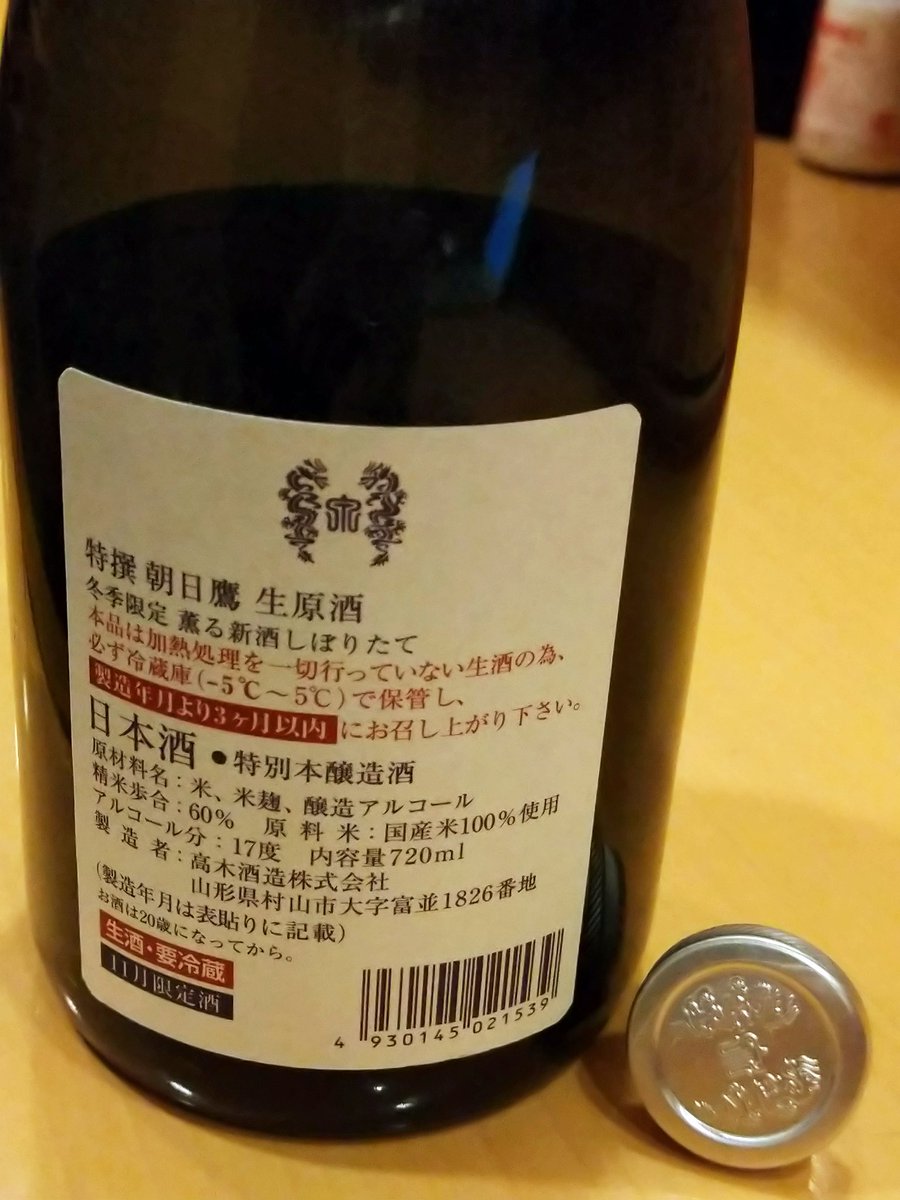 特撰 朝日鷹 生原酒
冬季限定 薫る新酒しぼりたて
本品は加熱処理を一切行っていない生酒の為、
必ず冷蔵庫(-5℃～5℃)で保管し、
製造年月より3ヶ月以内にお召し上がり下さい。
日本酒 ●特別本醸造酒
原材料名：米、米麹、醸造アルコール
精米歩合：60% 原料米：国産米100%使用
アルコール分：17度 内容量720ml
製造者：高木酒造株式会社
山形県村山市大字富並1826番地
(製造年月は表貼りに記載)
お酒は20歳になってから。
生酒・要冷蔵
11月限定酒
4 930145 021539